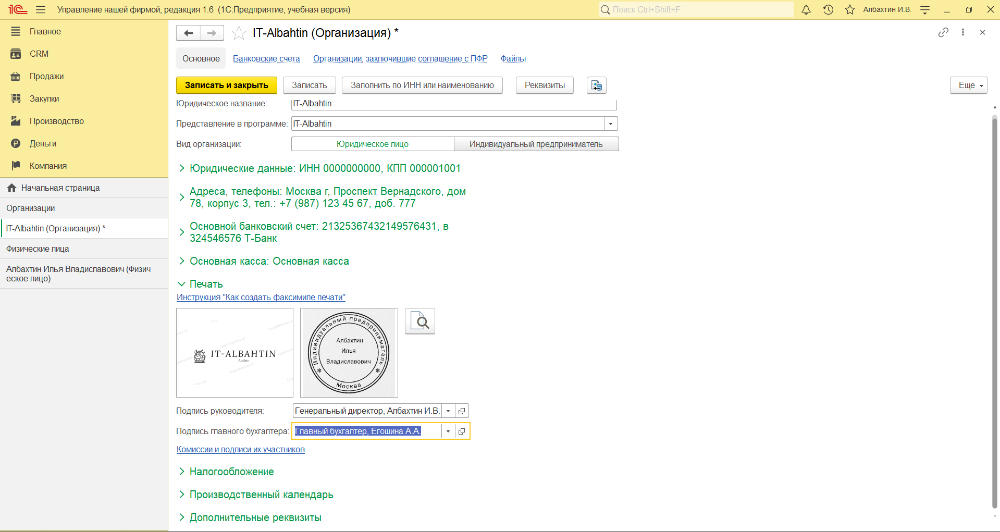 Управление нашей фирмой, редакция 1.6 (1С:Предприятие, учебная версия)
Поиск Ctrl+Shift+F
Албахтин И.В.
Главное
CRM
Продажи
Закупки
Производство
Деньги
Компания
Начальная страница
Организации
IT-Albahtin (Организация) *
Физические лица
Албахтин Илья Владиславович (Физич
еское лицо)
IT-Albahtin (Организация) *
Основное Банковские счета Организации, заключившие соглашение с ПФР Файлы
Записать и закрыть Записать Заполнить по ИНН или наименованию Реквизиты Еще
Юридическое название: IT-Albahtin
Представление в программе: IT-Albahtin
Вид организации: Юридическое лицо Индивидуальный предприниматель
Юридические данные: ИНН 0000000000, КПП 000001001
Адреса, телефоны: Москва г, Проспект Вернадского, дом
78, корпус 3, тел.: +7 (987) 123 45 67, доб. 777
Основной банковский счет: 21325367432149576431, в
324546576 Т-Банк
Основная касса: Основная касса
Печать
Инструкция "Как создать факсимиле печати"
logomaster.ai
IT-ALBAHTIN
Andro
logomaster.ai
Индивидуальный предприниматель
Албахтин
Илья
Владиславович
Москва
Подпись руководителя: Генеральный директор, Албахтин И.В.
Подпись главного бухгалтера: Главный бухгалтер, Егошина А.А.
Комиссии и подписи их участников
Налогообложение
Производственный календарь
Дополнительные реквизиты